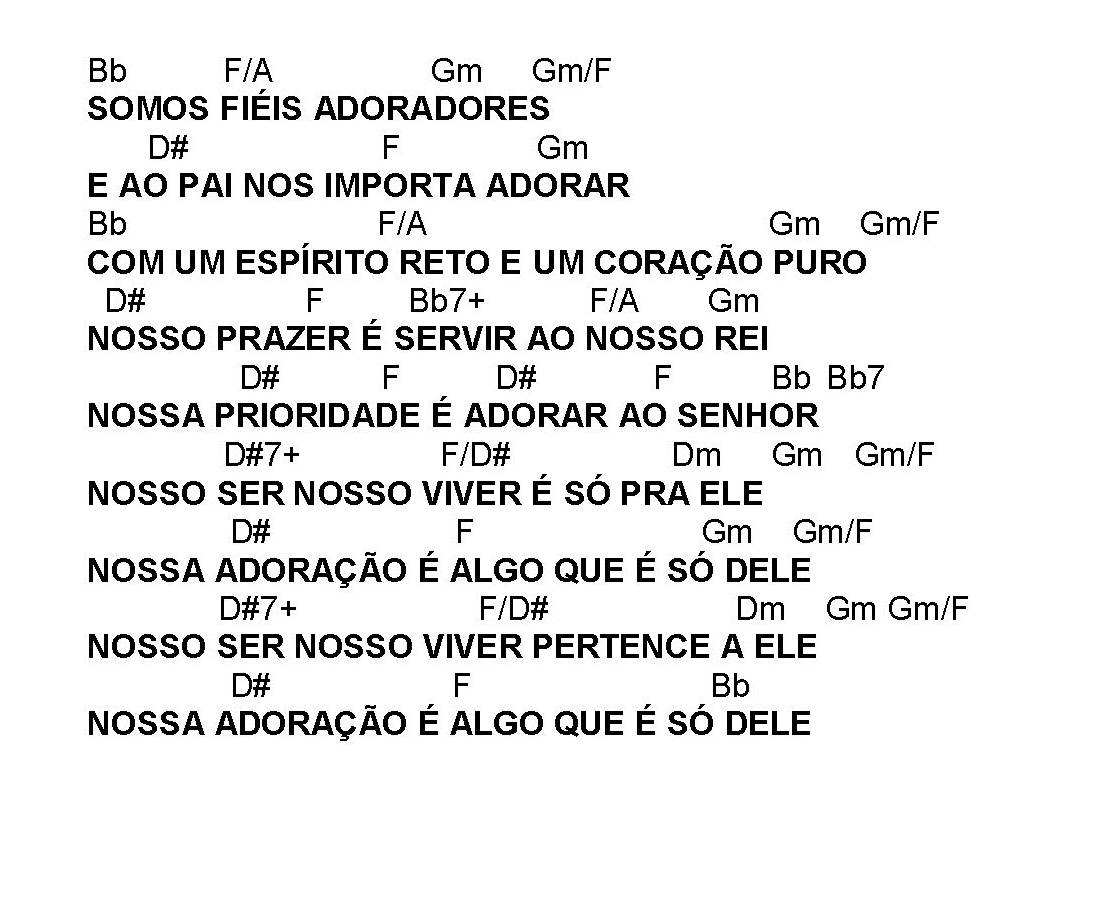 Bb F/A Gm Gm/F
SOMOS FIÉIS ADORADORES
D# F Gm
E AO PAI NOS IMPORTA ADORAR
Bb F/A Gm Gm/F
COM UM ESPÍRITO RETO E UM CORAÇÃO PURO
D# F Bb7+ F/A Gm
NOSSO PRAZER É SERVIR AO NOSSO REI
D# F D# F Bb Bb7
NOSSA PRIORIDADE É ADORAR AO SENHOR
D#7+ F/D# Dm Gm Gm/F
NOSSO SER NOSSO VIVER É SÓ PRA ELE
D# F Gm Gm/F
NOSSA ADORAÇÃO É ALGO QUE É SÓ DELE
D#7+ F/D# Dm Gm Gm/F
NOSSO SER NOSSO VIVER PERTENCE A ELE
D# F Bb
NOSSA ADORAÇÃO É ALGO QUE É SÓ DELE